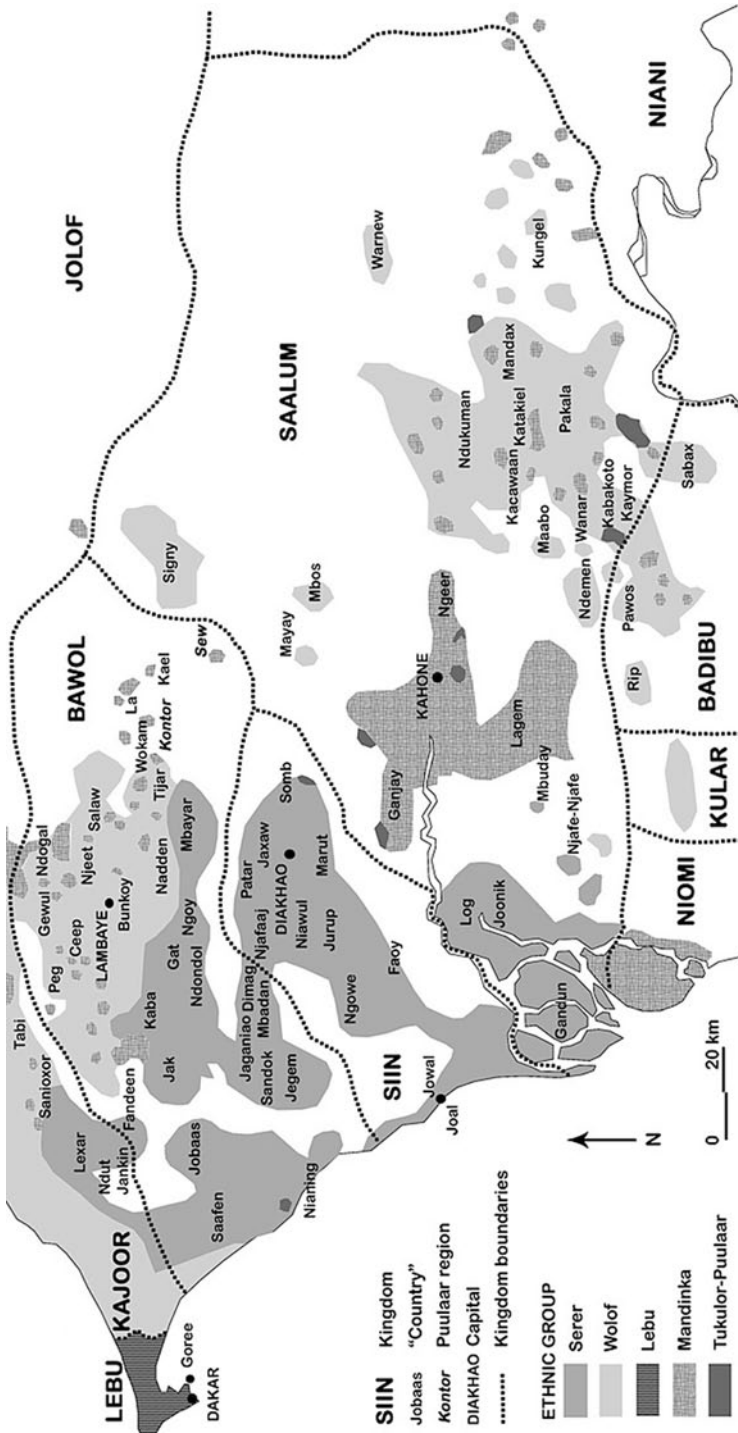 JOLOF
SAALUM
NIANI
BAWOL
BADIBU
KULAR
NIOMI
SIIN
KAJOOR
LEBU
Warnew
Kungel
Mandax
Ndukuman
Katakiel
Kacawaan
Pakala
Maabo
Wanar
Kabakoto
Kaymor
Sabax
Ndemen
Pawos
Rip
Signy
Mbos
Mayay
Sew
Ngeer
KAHONE
Lagem
Ganjay
Mbuday
Njafe-Njafe
Log
Joonik
Gandun
La
Kael
Wokam
Kontor
Tijar
Salaw
Ndogal
Njeet
Gewul
Ceep
Peg
LAMBAYE
Bunkoy
Nadden
Mbayar
Ngoy
Gat
Ndondol
Kaba
Jak
Tabi
Sanioxor
Fandeen
Lexar
Ndut
Jankin
Jobaas
Saafen
Nianing
Somb
Patar
Jaxaw
DIAKHAO
Marut
Njafaaj
Niawul
Jurup
Dimag
Mbadan
Ngowe
Faoy
Jaganiao
Sandok
Jegem
Jowal
Joal
Goree
DAKAR
N
0 20 km
SIIN Kingdom
Jobaas "Country"
Kontor Puulaar region
DIAKHAO Capital
Kingdom boundaries
ETHNIC GROUP
Serer
Wolof
Lebu
Mandinka
Tukulor-Puulaar